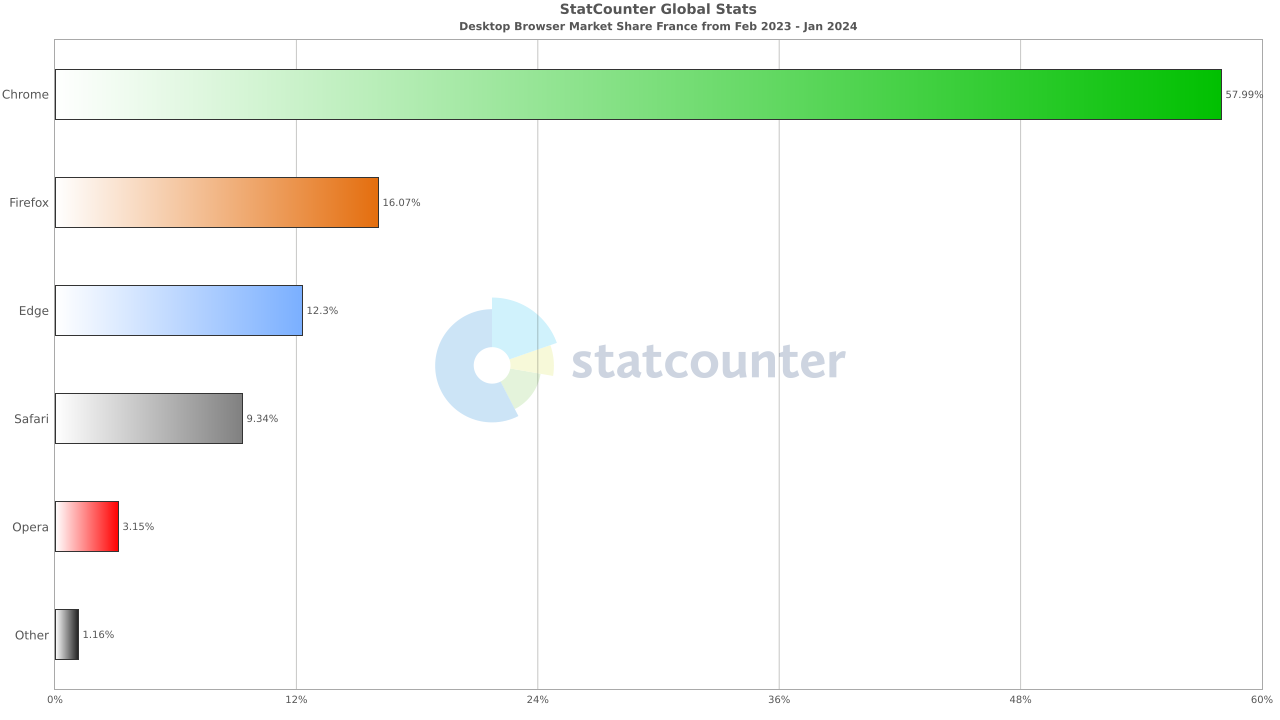 StatCounter Global Stats
Desktop Browser Market Share France from Feb 2023 - Jan 2024
Chrome 57.99%
Firefox 16.07%
Edge 12.3%
statcounter
Safari 9.34%
Opera 3.15%
Other 1.16%
0% 12% 24% 36% 48% 60%